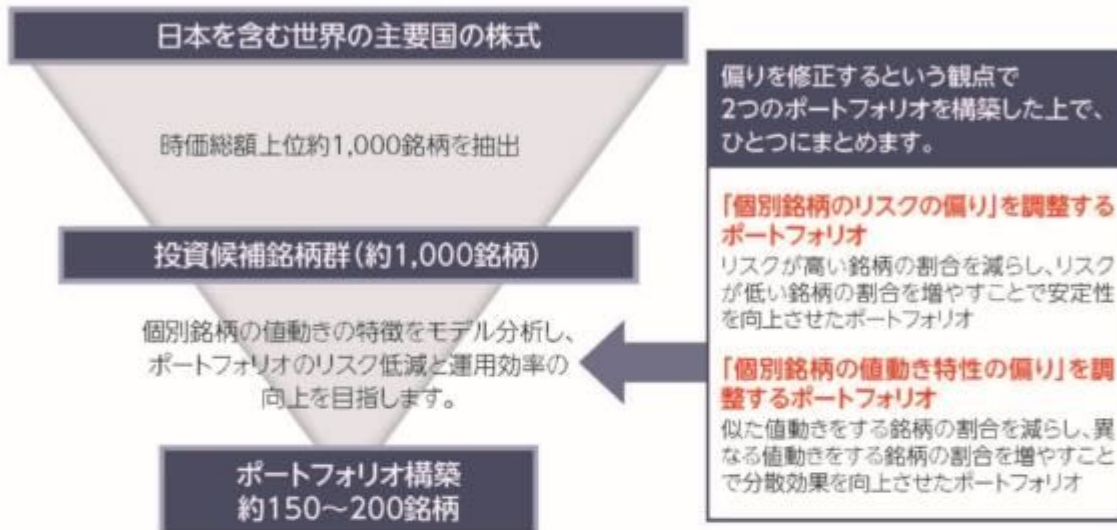 日本を含む世界の主要国の株式
時価総額上位約1,000銘柄を抽出
投資候補銘柄群(約1,000銘柄)
個別銘柄の値動きの特徴をモデル分析し、
ポートフォリオのリスク低減と運用効率の
向上を目指します。
ポートフォリオ構築
約150〜200銘柄
偏りを修正するという観点で
2つのポートフォリオを構築した上で、
ひとつにまとめます。
「個別銘柄のリスクの偏り」を調整する
ポートフォリオ
リスクが高い銘柄の割合を減らし、リスク
が低い銘柄の割合を増やすことで安定性
を向上させたポートフォリオ
「個別銘柄の値動き特性の偏り」を調
整するポートフォリオ
似た値動きをする銘柄の割合を減らし、異
なる値動きをする銘柄の割合を増やすこと
で分散効果を向上させたポートフォリオ